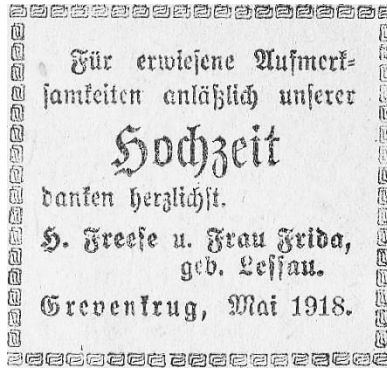 Für erwiesene Aufmerk-
samkeiten anläßlich unserer
Hochzeit
danken herzlichst.
H. Freese u. Frau Frida,
geb. Lessau.
Grevenkrug, Mai 1918.